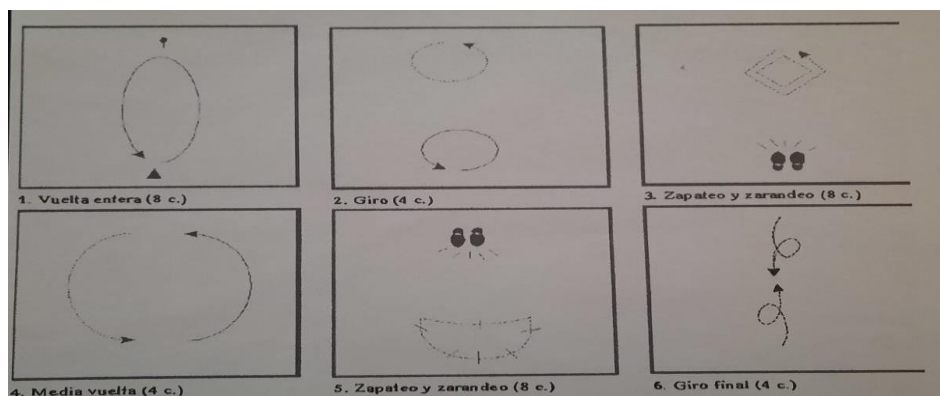 1. Vuelta entera (8 c.)
2. Giro (4 c.)
3. Zapateo y zarandeo (8 c.)
4. Media vuelta (4 c.)
5. Zapateo y zarandeo (8 c.)
6. Giro final (4 c.)